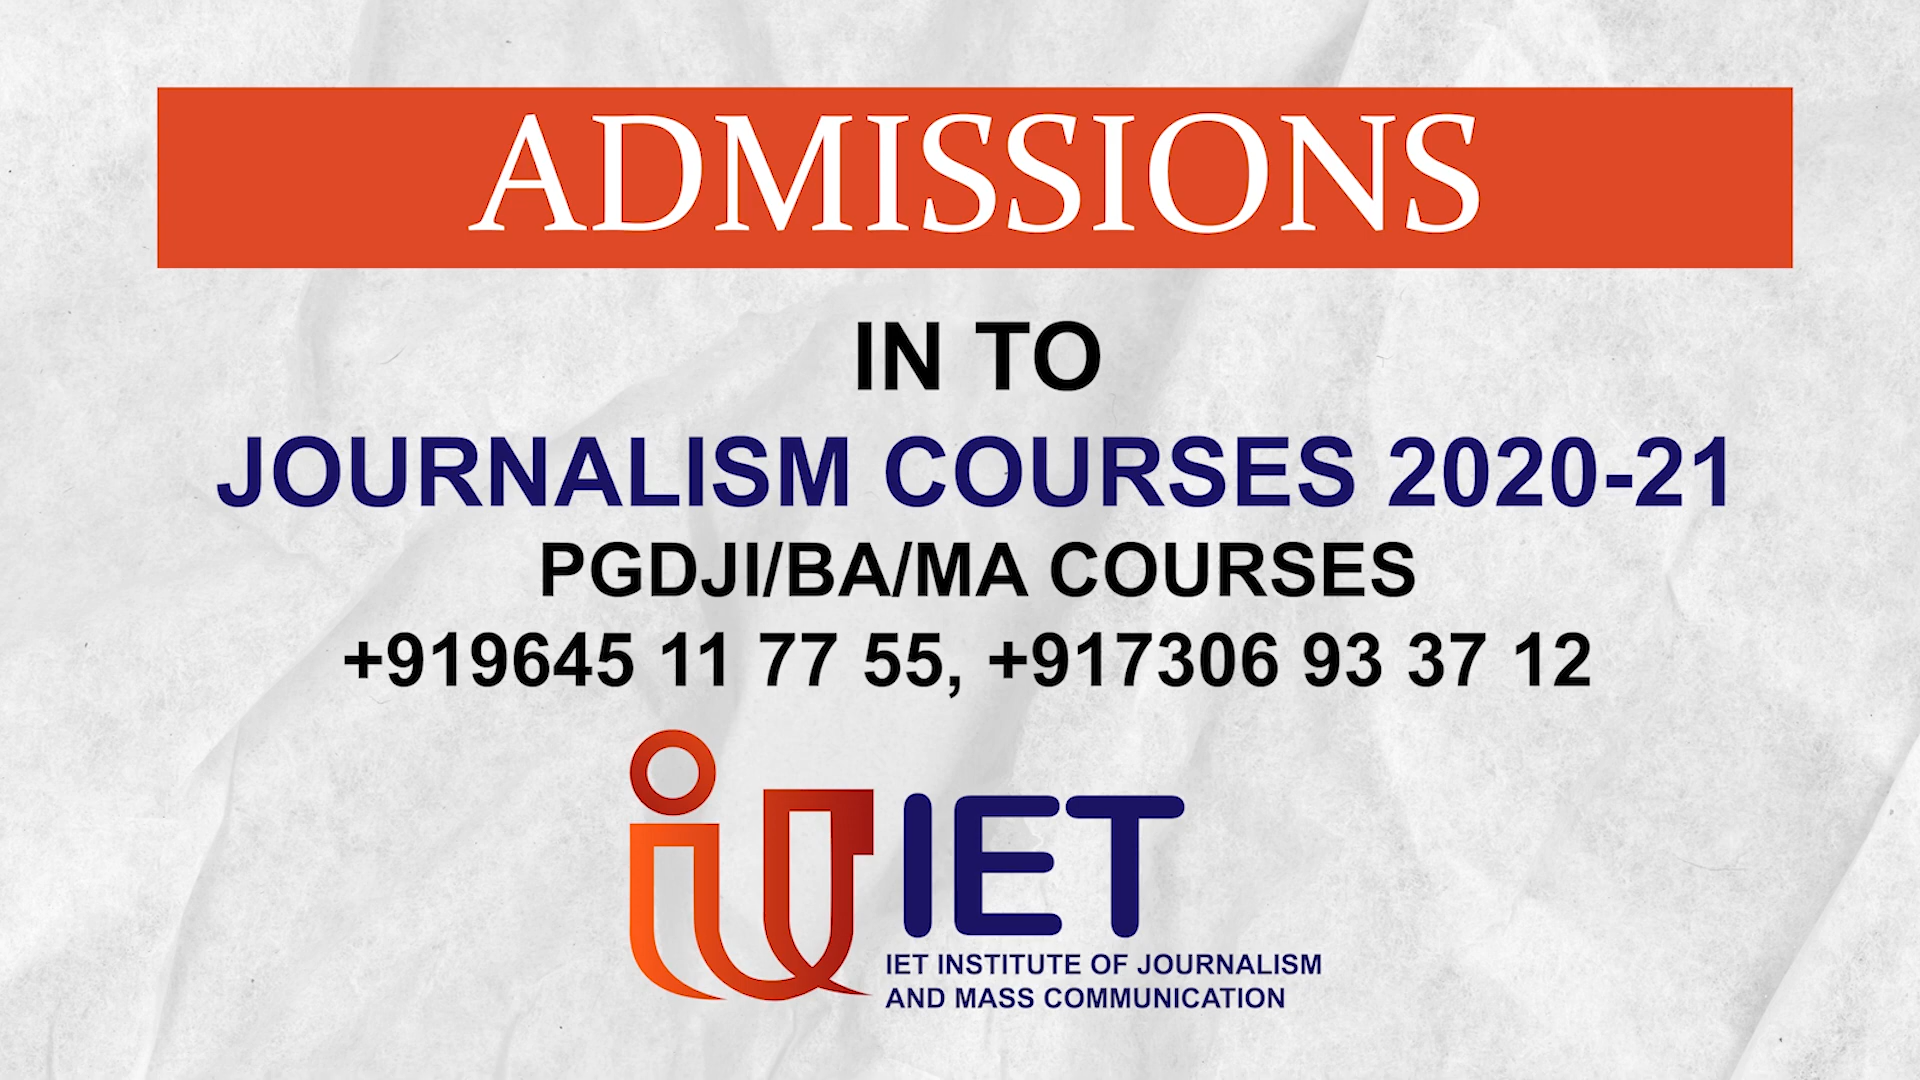 ADMISSIONS
IN TO
JOURNALISM COURSES 2020-21
PGDJI/BA/MA COURSES
+919645 11 77 55, +917306 93 37 12
IET
IET INSTITUTE OF JOURNALISM
AND MASS COMMUNICATION